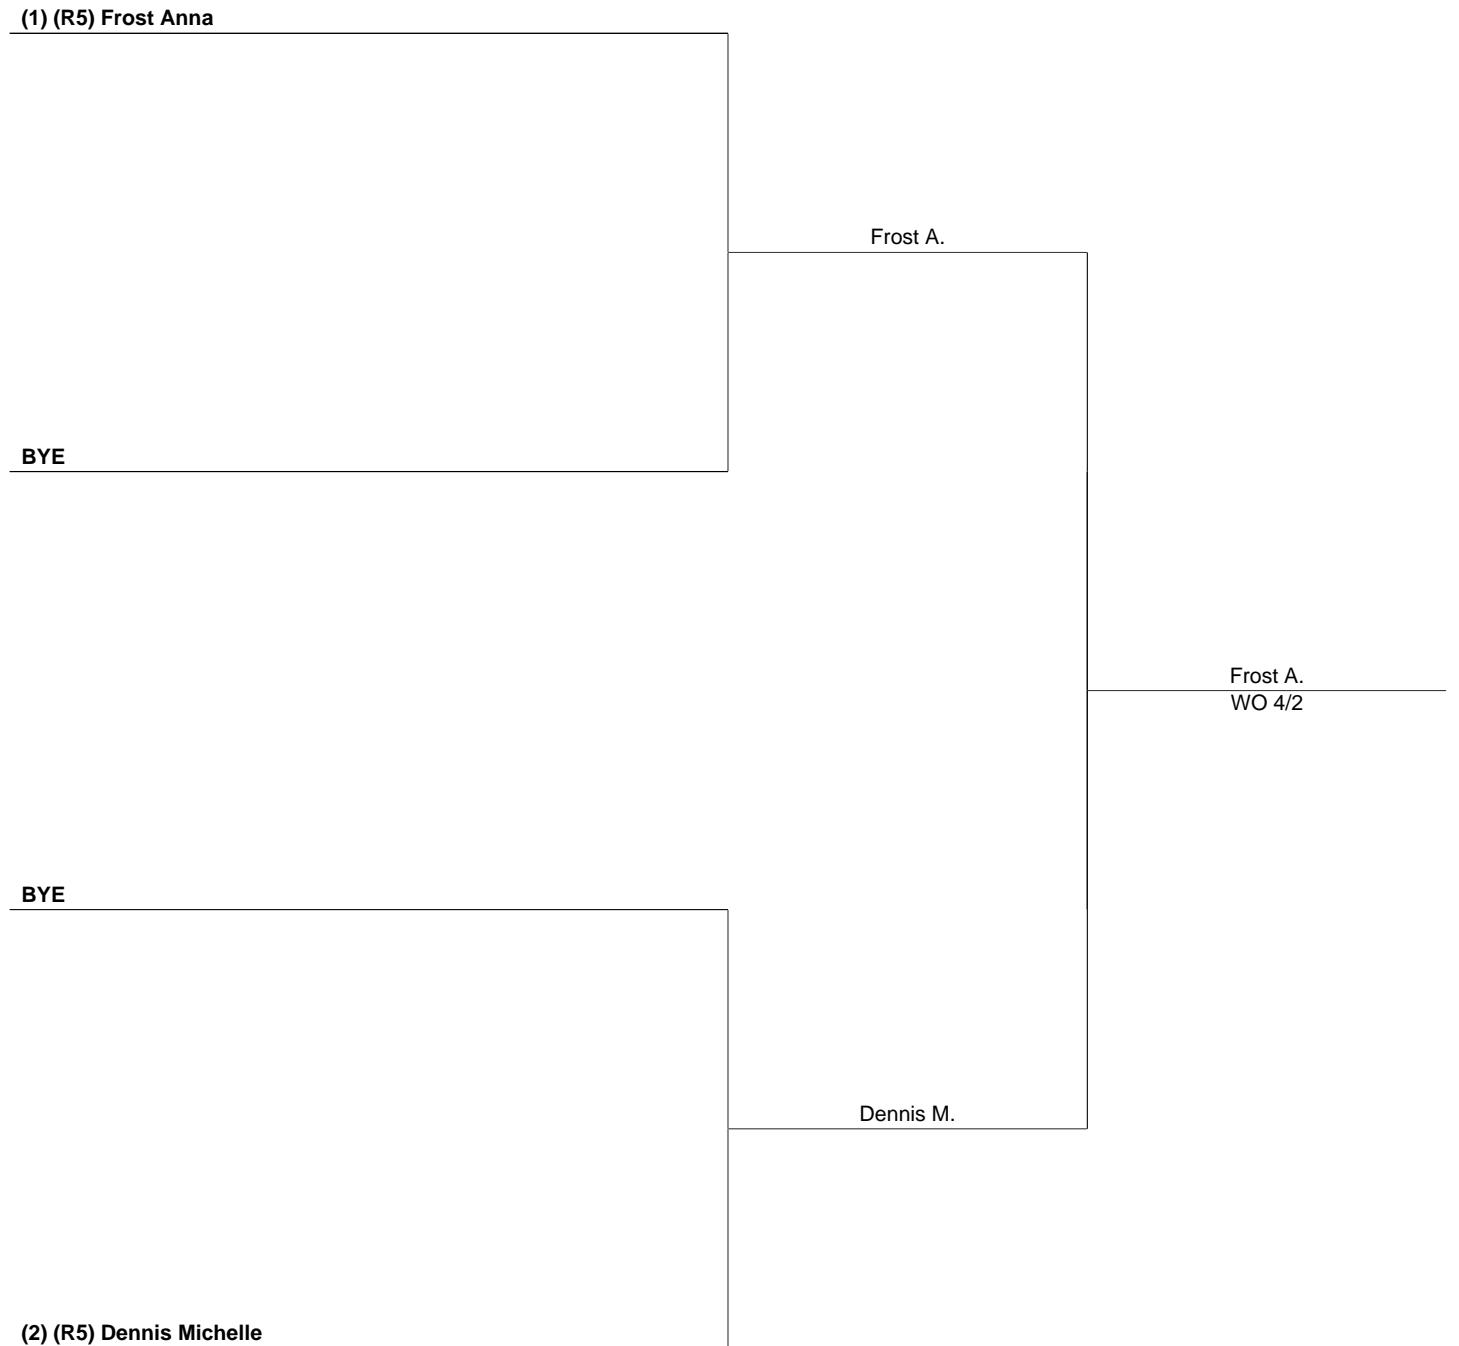 (1) (R5) Frost Anna
Frost A.
BYE
Frost A.
WO 4/2
BYE
Dennis M.
(2) (R5) Dennis Michelle